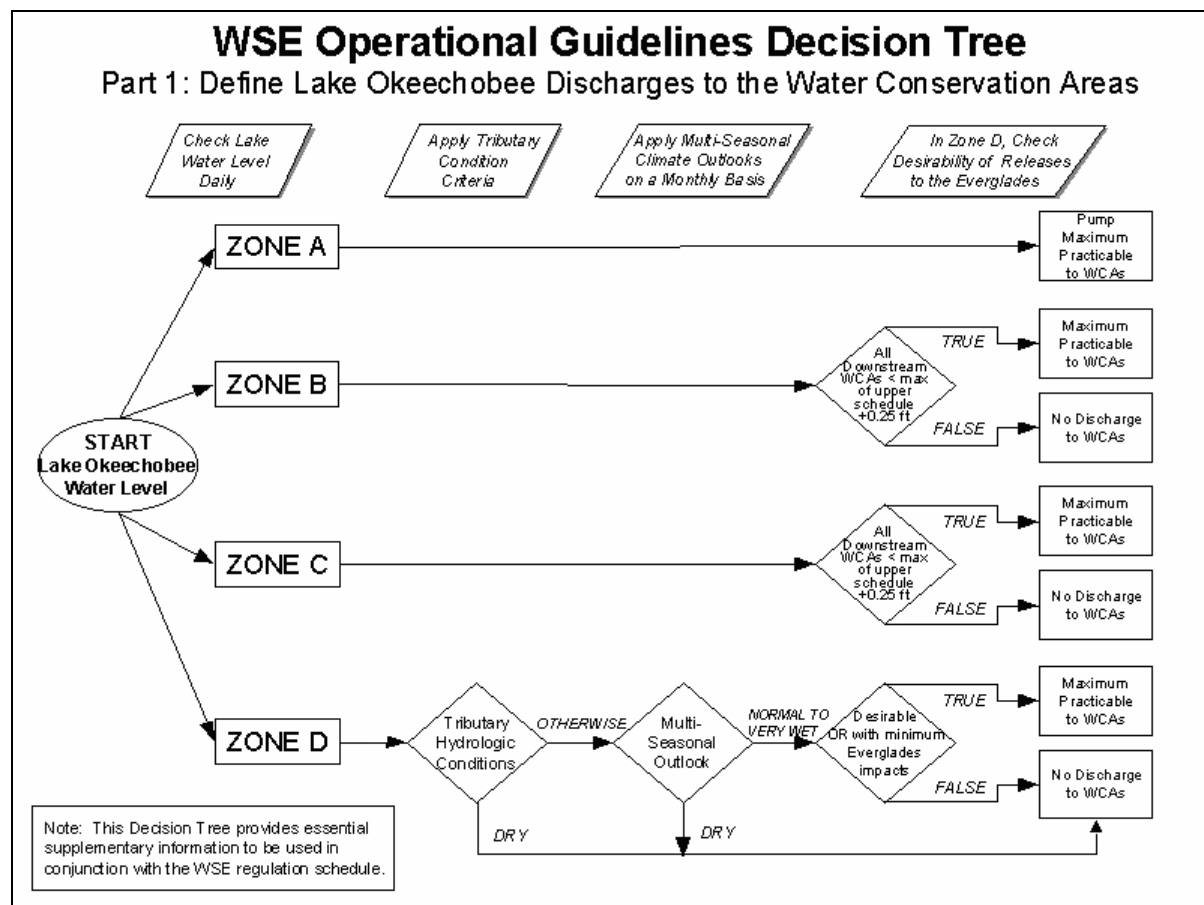 WSE Operational Guidelines Decision Tree
Part 1: Define Lake Okeechobee Discharges to the Water Conservation Areas
Check Lake
Water Level
Daily
Apply Tributary
Condition
Criteria
Apply Multi-Seasonal
Climate Outlooks
on a Monthly Basis
In Zone D, Check
Desirability of Releases
to the Everglades
ZONE A
Pump
Maximum
Practicable
to WCAs
ZONE B
All
Downstream
WCAs < max
of upper
schedule
+0.25 ft
TRUE
Maximum
Practicable
to WCAs
FALSE
No Discharge
to WCAs
START
Lake Okeechobee
Water Level
ZONE C
All
Downstream
WCAs < max
of upper
schedule
+0.25 ft
TRUE
Maximum
Practicable
to WCAs
FALSE
No Discharge
to WCAs
ZONE D
Tributary
Hydrologic
Conditions
OTHERWISE
Multi-
Seasonal
Outlook
NORMAL TO
VERY WET
Desirable
OR with minimum
Everglades
impacts
TRUE
Maximum
Practicable
to WCAs
FALSE
No Discharge
to WCAs
DRY
DRY
Note: This Decision Tree provides essential
supplementary information to be used in
conjunction with the WSE regulation schedule.